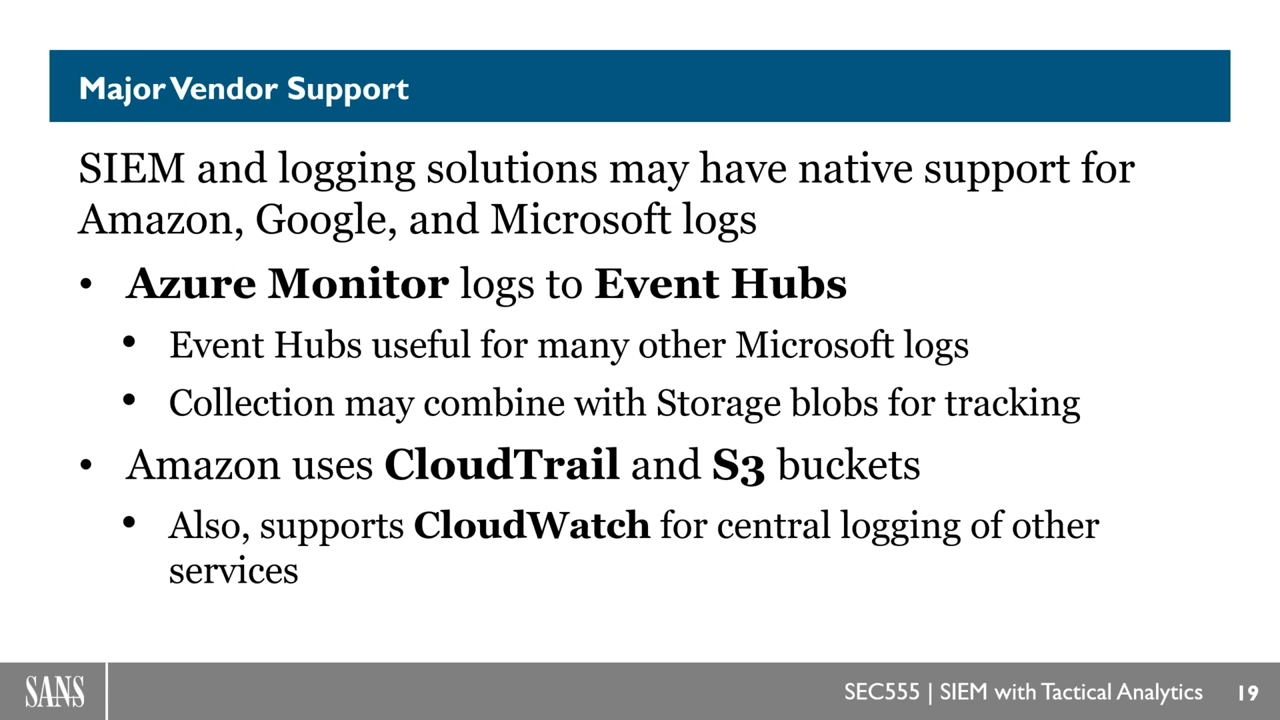 Major Vendor Support
SIEM and logging solutions may have native support for
Amazon, Google, and Microsoft logs
• Azure Monitor logs to Event Hubs
• Event Hubs useful for many other Microsoft logs
• Collection may combine with Storage blobs for tracking
• Amazon uses CloudTrail and S3 buckets
• Also, supports CloudWatch for central logging of other
services
SANS
SEC555 | SIEM with Tactical Analytics 19